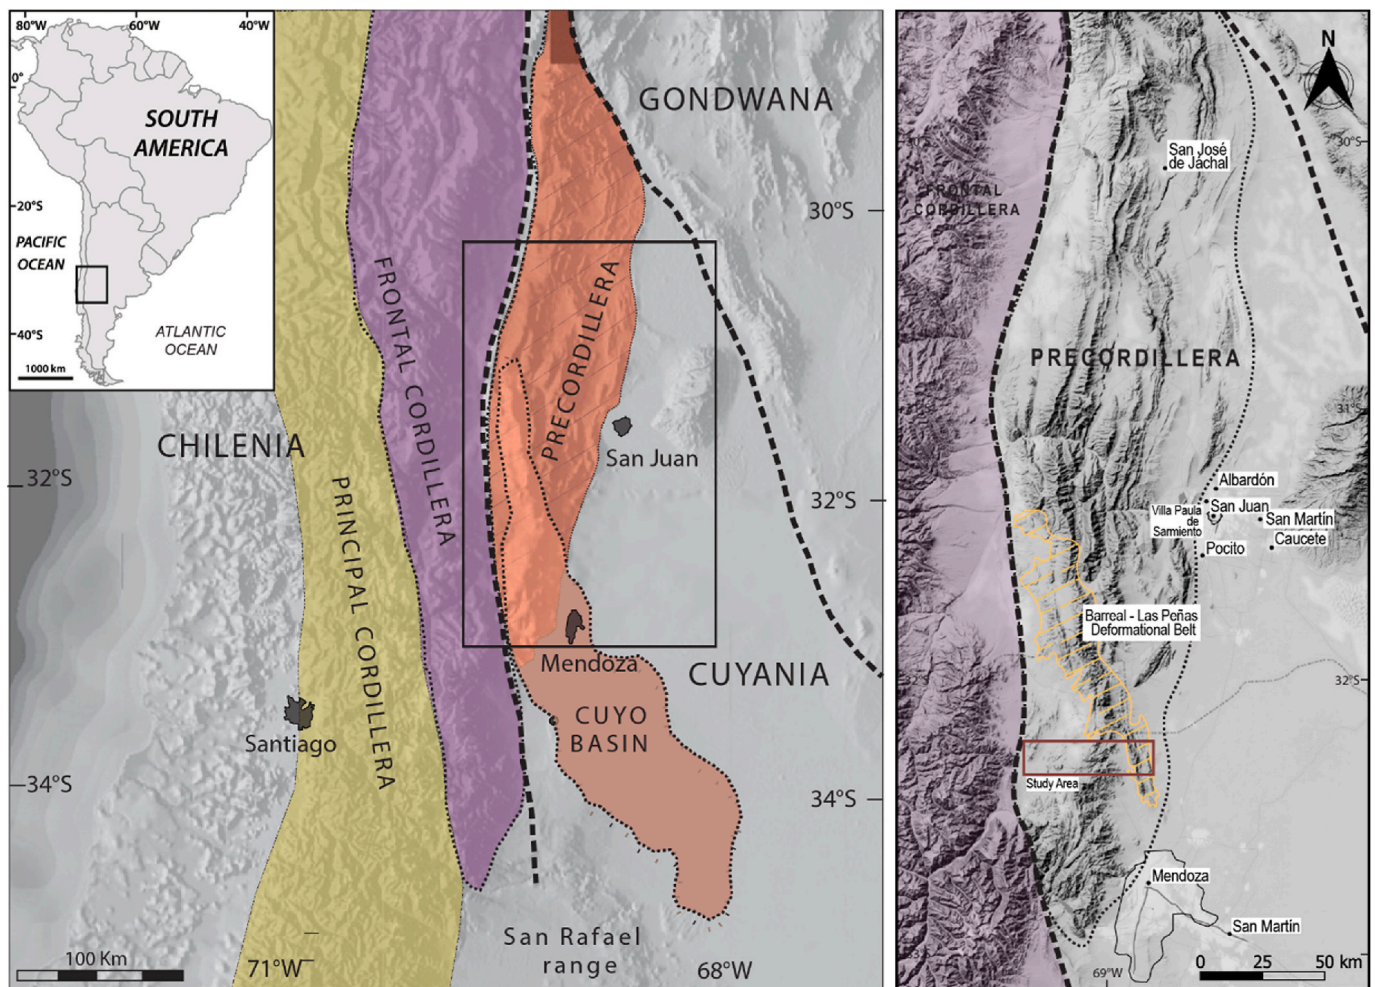 80°W
60°W
40°W
0°
SOUTH
AMERICA
20°S
PACIFIC
OCEAN
40°S
ATLANTIC
OCEAN
1000 km
GONDWANA
30°S
FRONTAL CORDILLERA
PRECORDILLERA
CHILENIA
San Juan
32°S
32°S
PRINCIPAL CORDILLERA
Mendoza
CUYANIA
CUYO
BASIN
Santiago
34°S
34°S
San Rafael
range
100 Km
71°W
68°W
N
San José
de Jáchal
30°S
FRONTAL
CORDILLERA
PRECORDILLERA
31°S
Albardón
Villa Paula
de
Sarmiento
San Juan
San Martín
Caucete
Pocito
Barreal - Las Peñas
Deformational Belt
32°S
Study Area
Mendoza
San Martín
69°W
0 25 50 km